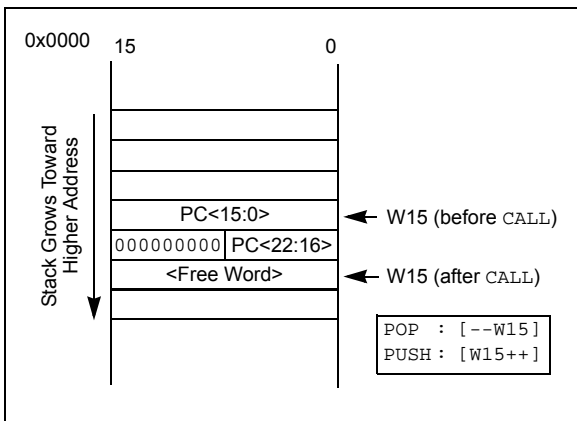 0x0000
15 0
Stack Grows Toward
Higher Address
PC<15:0>
W15 (before CALL)
000000000 PC<22:16>
<Free Word>
W15 (after CALL)
POP : [--W15]
PUSH : [W15++]